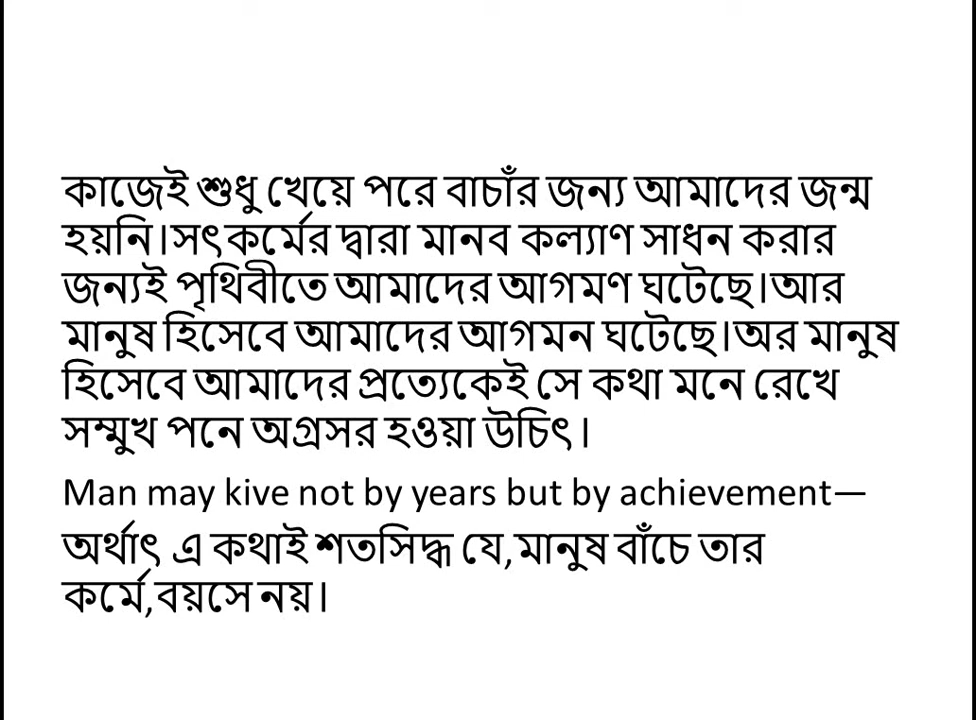 কাজেই শুধু খেয়ে পরে বাচাঁর জন্য আমাদের জন্ম
হয়নি।সৎকর্মের দ্বারা মানব কল্যাণ সাধন করার
জন্যই পৃথিবীতে আমাদের আগমণ ঘটেছে।আর
মানুষ হিসেবে আমাদের আগমন ঘটেছে।অর মানুষ
হিসেবে আমাদের প্রত্যেকেই সে কথা মনে রেখে
সম্মুখ পনে অগ্রসর হওয়া উচিৎ।
Man may kive not by years but by achievement—
অর্থাৎ এ কথাই শতসিদ্ধ যে,মানুষ বাঁচে তার
কর্মে,বয়সে নয়।